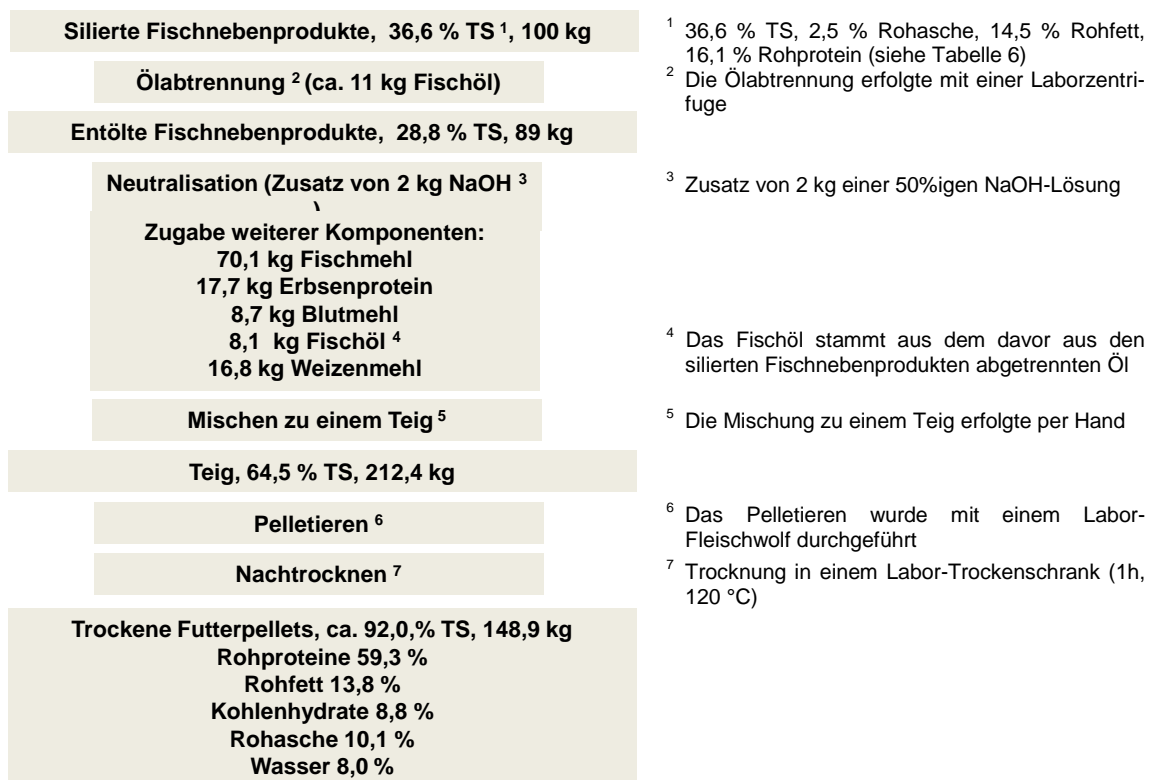 Silierte Fischnebenprodukte, 36,6 % TS ¹, 100 kg
Ölabtrennung ² (ca. 11 kg Fischöl)
Entölte Fischnebenprodukte, 28,8 % TS, 89 kg
Neutralisation (Zusatz von 2 kg NaOH ³
)
Zugabe weiterer Komponenten:
70,1 kg Fischmehl
17,7 kg Erbsenprotein
8,7 kg Blutmehl
8,1 kg Fischöl ⁴
16,8 kg Weizenmehl
Mischen zu einem Teig ⁵
Teig, 64,5 % TS, 212,4 kg
Pelletieren ⁶
Nachtrocknen ⁷
Trockene Futterpellets, ca. 92,0,% TS, 148,9 kg
Rohproteine 59,3 %
Rohfett 13,8 %
Kohlenhydrate 8,8 %
Rohasche 10,1 %
Wasser 8,0 %
¹ 36,6 % TS, 2,5 % Rohasche, 14,5 % Rohfett,
16,1 % Rohprotein (siehe Tabelle 6)
² Die Ölabtrennung erfolgte mit einer Laborzentri-
fuge
³ Zusatz von 2 kg einer 50%igen NaOH-Lösung
⁴ Das Fischöl stammt aus dem davor aus den
silierten Fischnebenprodukten abgetrennten Öl
⁵ Die Mischung zu einem Teig erfolgte per Hand
⁶ Das Pelletieren wurde mit einem Labor-
Fleischwolf durchgeführt
⁷ Trocknung in einem Labor-Trockenschrank (1h,
120 °C)